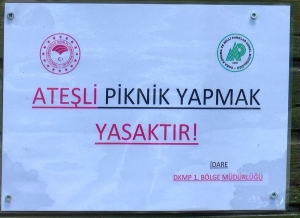 ATEŞLİ PİKNİK YAPMAK
YASAKTIR!
İDARE
DKMP 1. BÖLGE MÜDÜRLÜĞÜ